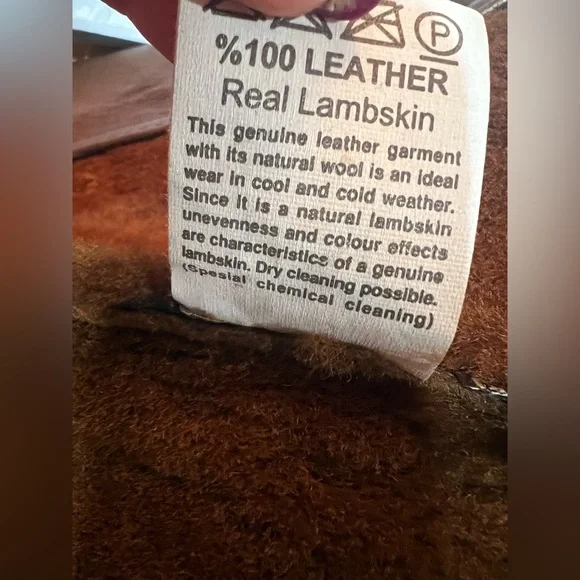 P
%100 LEATHER
Real Lambskin
This genuine leather garment
with its natural wool is an ideal
wear in cool and cold weather.
Since it is a natural lambskin
unevenness and colour effects
are characteristics of a genuine
lambskin. Dry cleaning possible.
(Spesial chemical cleaning)